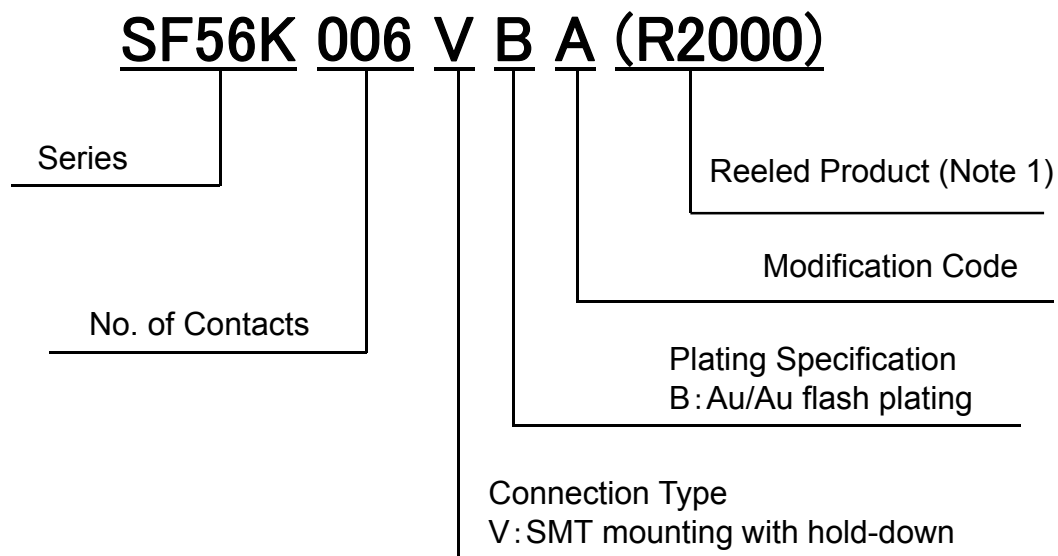 SF56K 006 V B A (R2000)
Series
Reeled Product (Note 1)
Modification Code
No. of Contacts
Plating Specification
B：Au/Au flash plating
Connection Type
V：SMT mounting with hold-down